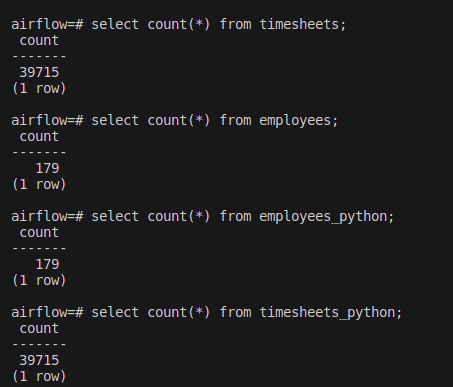 airflow=# select count(*) from timesheets;
count
-------
39715
(1 row)
airflow=# select count(*) from employees;
count
-------
179
(1 row)
airflow=# select count(*) from employees_python;
count
-------
179
(1 row)
airflow=# select count(*) from timesheets_python;
count
-------
39715
(1 row)